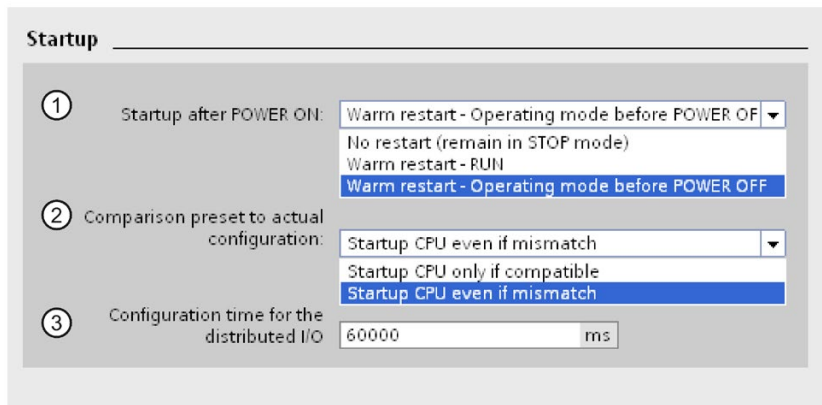 Startup
1
Startup after POWER ON:
Warm restart - Operating mode before POWER OF
No restart (remain in STOP mode)
Warm restart - RUN
Warm restart - Operating mode before POWER OFF
2
Comparison preset to actual
configuration:
Startup CPU even if mismatch
Startup CPU only if compatible
Startup CPU even if mismatch
3
Configuration time for the
distributed I/O
60000 ms